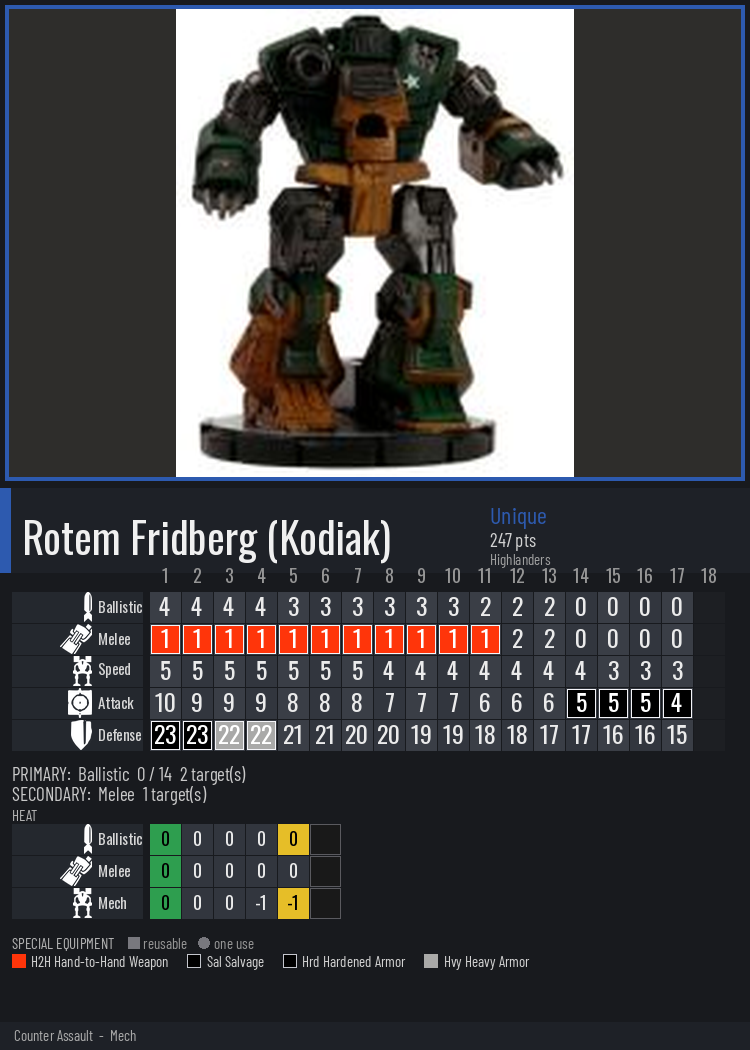 Rotem Fridberg (Kodiak)
Unique
247 pts
Highlanders
1 2 3 4 5 6 7 8 9 10 11 12 13 14 15 16 17 18
Ballistic 4 4 4 4 3 3 3 3 3 3 2 2 2 0 0 0 0
Melee 1 1 1 1 1 1 1 1 1 1 1 2 2 0 0 0 0
Speed 5 5 5 5 5 5 5 4 4 4 4 4 4 4 3 3 3
Attack 10 9 9 9 8 8 8 7 7 7 6 6 6 5 5 5 4
Defense 23 23 22 22 21 21 20 20 19 19 18 18 17 17 16 16 15
PRIMARY: Ballistic 0 / 14 2 target(s)
SECONDARY: Melee 1 target(s)
HEAT
Ballistic 0 0 0 0 0
Melee 0 0 0 0 0
Mech 0 0 0 -1 -1
SPECIAL EQUIPMENT reusable one use
H2H Hand-to-Hand Weapon Sal Salvage Hrd Hardened Armor Hvy Heavy Armor
Counter Assault - Mech